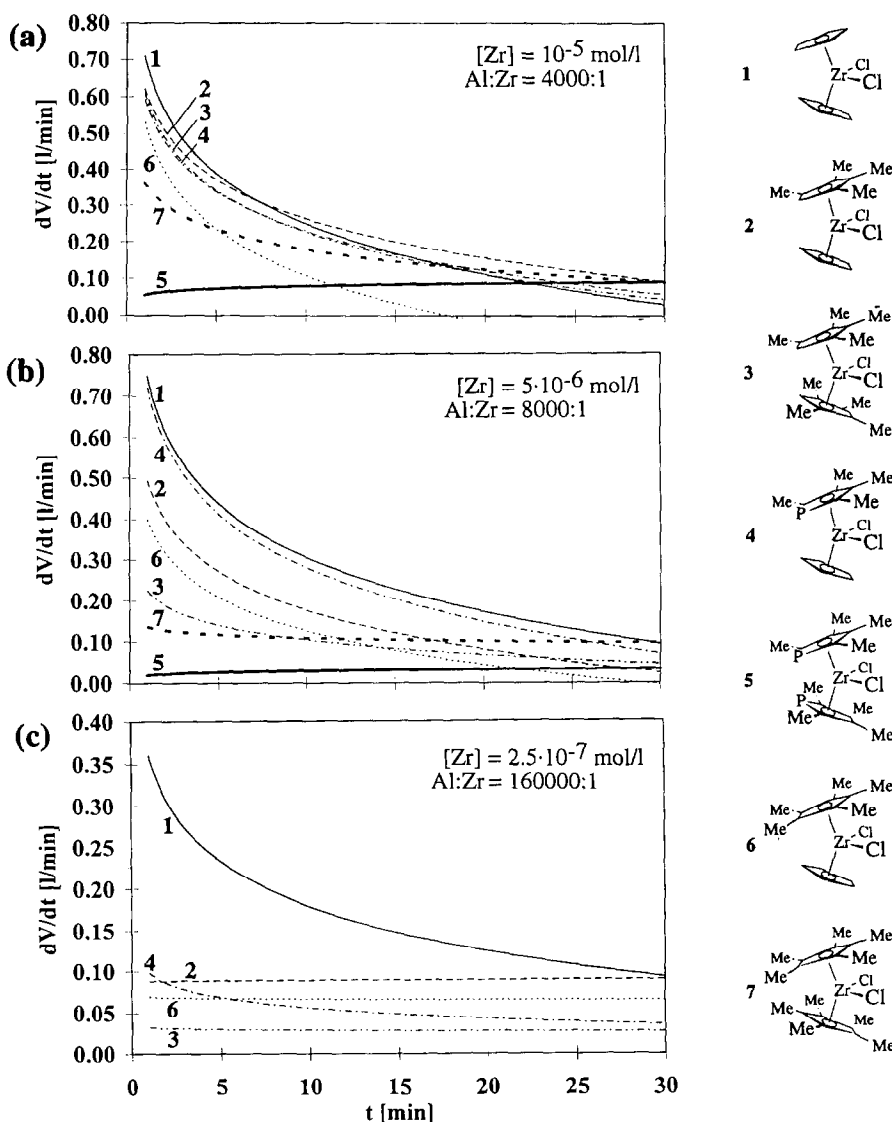 (a)
0.80
0.70
0.60
0.50
0.40
0.30
0.20
0.10
0.00
dV/dt [l/min]
[Zr] = 10-5 mol/l
Al:Zr = 4000:1
1
2
3
4
6
7
5
(b)
0.80
0.70
0.60
0.50
0.40
0.30
0.20
0.10
0.00
dV/dt [l/min]
[Zr] = 5·10-6 mol/l
Al:Zr = 8000:1
1
4
2
6
3
7
5
(c)
0.40
0.35
0.30
0.25
0.20
0.15
0.10
0.05
0.00
dV/dt [l/min]
[Zr] = 2.5·10-7 mol/l
Al:Zr = 160000:1
1
4
2
6
3
0 5 10 15 20 25 30
t [min]
1
Zr Cl
Cl
2
Me Me
Me Me
Zr Cl
Cl
3
Me Me
Me Me
Zr Cl
Cl
Me Me
Me Me
4
Me Me
Me P Me
Zr Cl
Cl
5
Me Me
Me P Me
Zr Cl
Cl
P Me Me
Me Me
6
Me Me
Me Me
Me
Zr Cl
Cl
7
Me Me
Me Me
Me
Zr Cl
Cl
Me Me
Me Me
Me